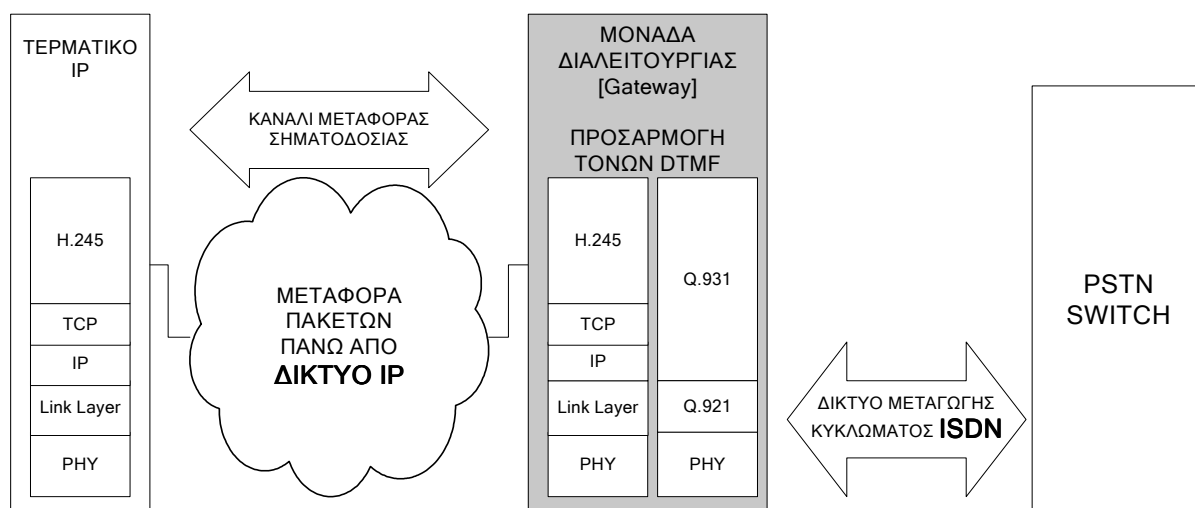 ΤΕΡΜΑΤΙΚΟ
IP
H.245
TCP
IP
Link Layer
PHY
ΚΑΝΑΛΙ ΜΕΤΑΦΟΡΑΣ
ΣΗΜΑΤΟΔΟΣΙΑΣ
ΜΕΤΑΦΟΡΑ
ΠΑΚΕΤΩΝ
ΠΑΝΩ ΑΠΟ
ΔΙΚΤΥΟ IP
ΜΟΝΑΔΑ
ΔΙΑΛΕΙΤΟΥΡΓΙΑΣ
[Gateway]
ΠΡΟΣΑΡΜΟΓΗ
ΤΟΝΩΝ DTMF
H.245
TCP
IP
Link Layer
PHY
Q.931
Q.921
PHY
ΔΙΚΤΥΟ ΜΕΤΑΓΩΓΗΣ
ΚΥΚΛΩΜΑΤΟΣ ISDN
PSTN
SWITCH